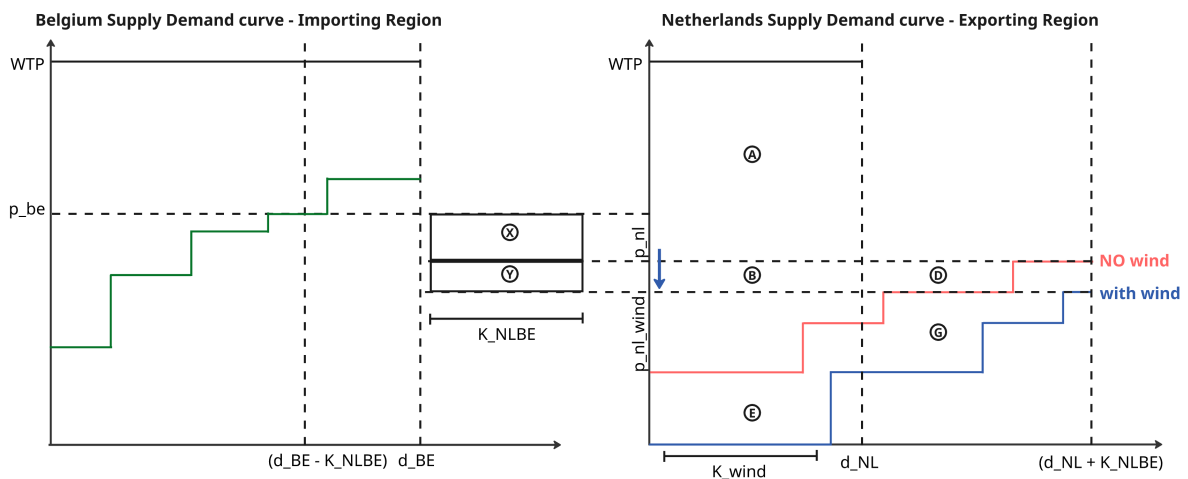 Belgium Supply Demand curve - Importing Region
WTP
p_be
(d_BE - K_NLBE)
d_BE
X
Y
K_NLBE
Netherlands Supply Demand curve - Exporting Region
WTP
A
p_nl
B
D
NO wind
with wind
p_nl_wind
G
E
K_wind
d_NL
(d_NL + K_NLBE)